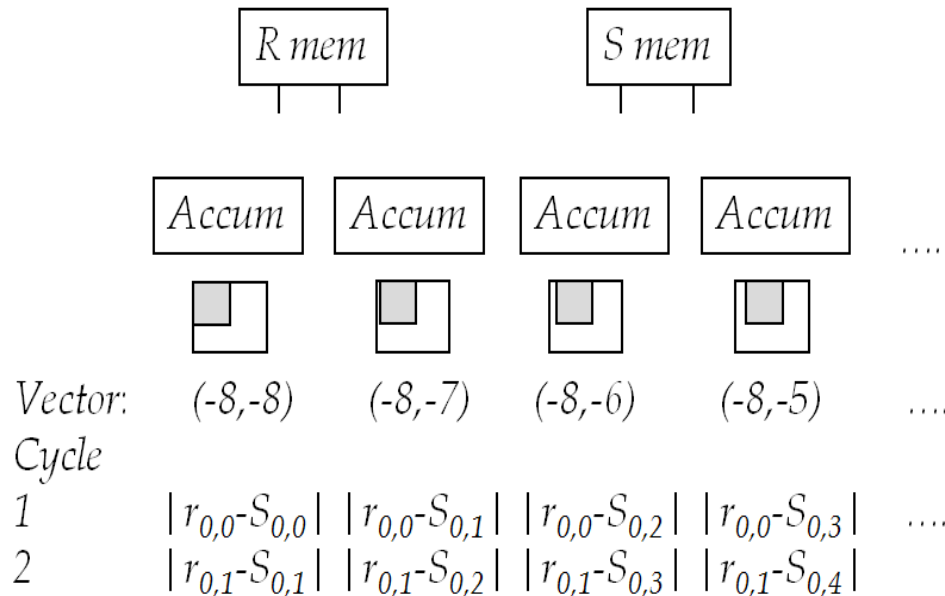 R mem S mem
Accum Accum Accum Accum ....
Vector: (-8,-8) (-8,-7) (-8,-6) (-8,-5) ....
Cycle
1 | r0,0-S0,0 | | r0,0-S0,1 | | r0,0-S0,2 | | r0,0-S0,3 | ....
2 | r0,1-S0,1 | | r0,1-S0,2 | | r0,1-S0,3 | | r0,1-S0,4 |